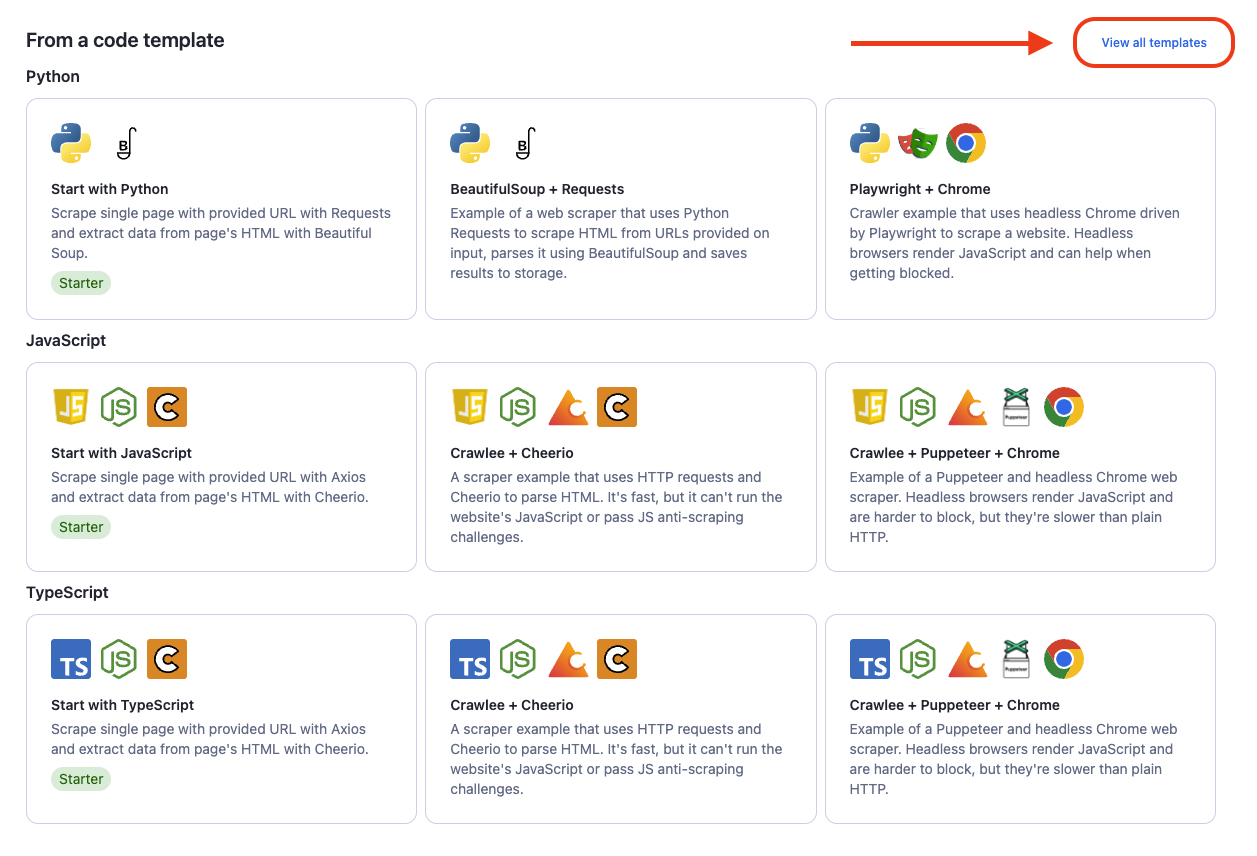 From a code template
View all templates
Python
B
Start with Python
Scrape single page with provided URL with Requests
and extract data from page's HTML with Beautiful
Soup.
Starter
B
BeautifulSoup + Requests
Example of a web scraper that uses Python
Requests to scrape HTML from URLs provided on
input, parses it using BeautifulSoup and saves
results to storage.
Playwright + Chrome
Crawler example that uses headless Chrome driven
by Playwright to scrape a website. Headless
browsers render JavaScript and can help when
getting blocked.
JavaScript
JS JS C
Start with JavaScript
Scrape single page with provided URL with Axios
and extract data from page's HTML with Cheerio.
Starter
JS JS C
Crawlee + Cheerio
A scraper example that uses HTTP requests and
Cheerio to parse HTML. It's fast, but it can't run the
website's JavaScript or pass JS anti-scraping
challenges.
JS JS Puppeteer
Crawlee + Puppeteer + Chrome
Example of a Puppeteer and headless Chrome web
scraper. Headless browsers render JavaScript and
are harder to block, but they're slower than plain
HTTP.
TypeScript
TS JS C
Start with TypeScript
Scrape single page with provided URL with Axios
and extract data from page's HTML with Cheerio.
Starter
TS JS C
Crawlee + Cheerio
A scraper example that uses HTTP requests and
Cheerio to parse HTML. It's fast, but it can't run the
website's JavaScript or pass JS anti-scraping
challenges.
TS JS Puppeteer
Crawlee + Puppeteer + Chrome
Example of a Puppeteer and headless Chrome web
scraper. Headless browsers render JavaScript and
are harder to block, but they're slower than plain
HTTP.